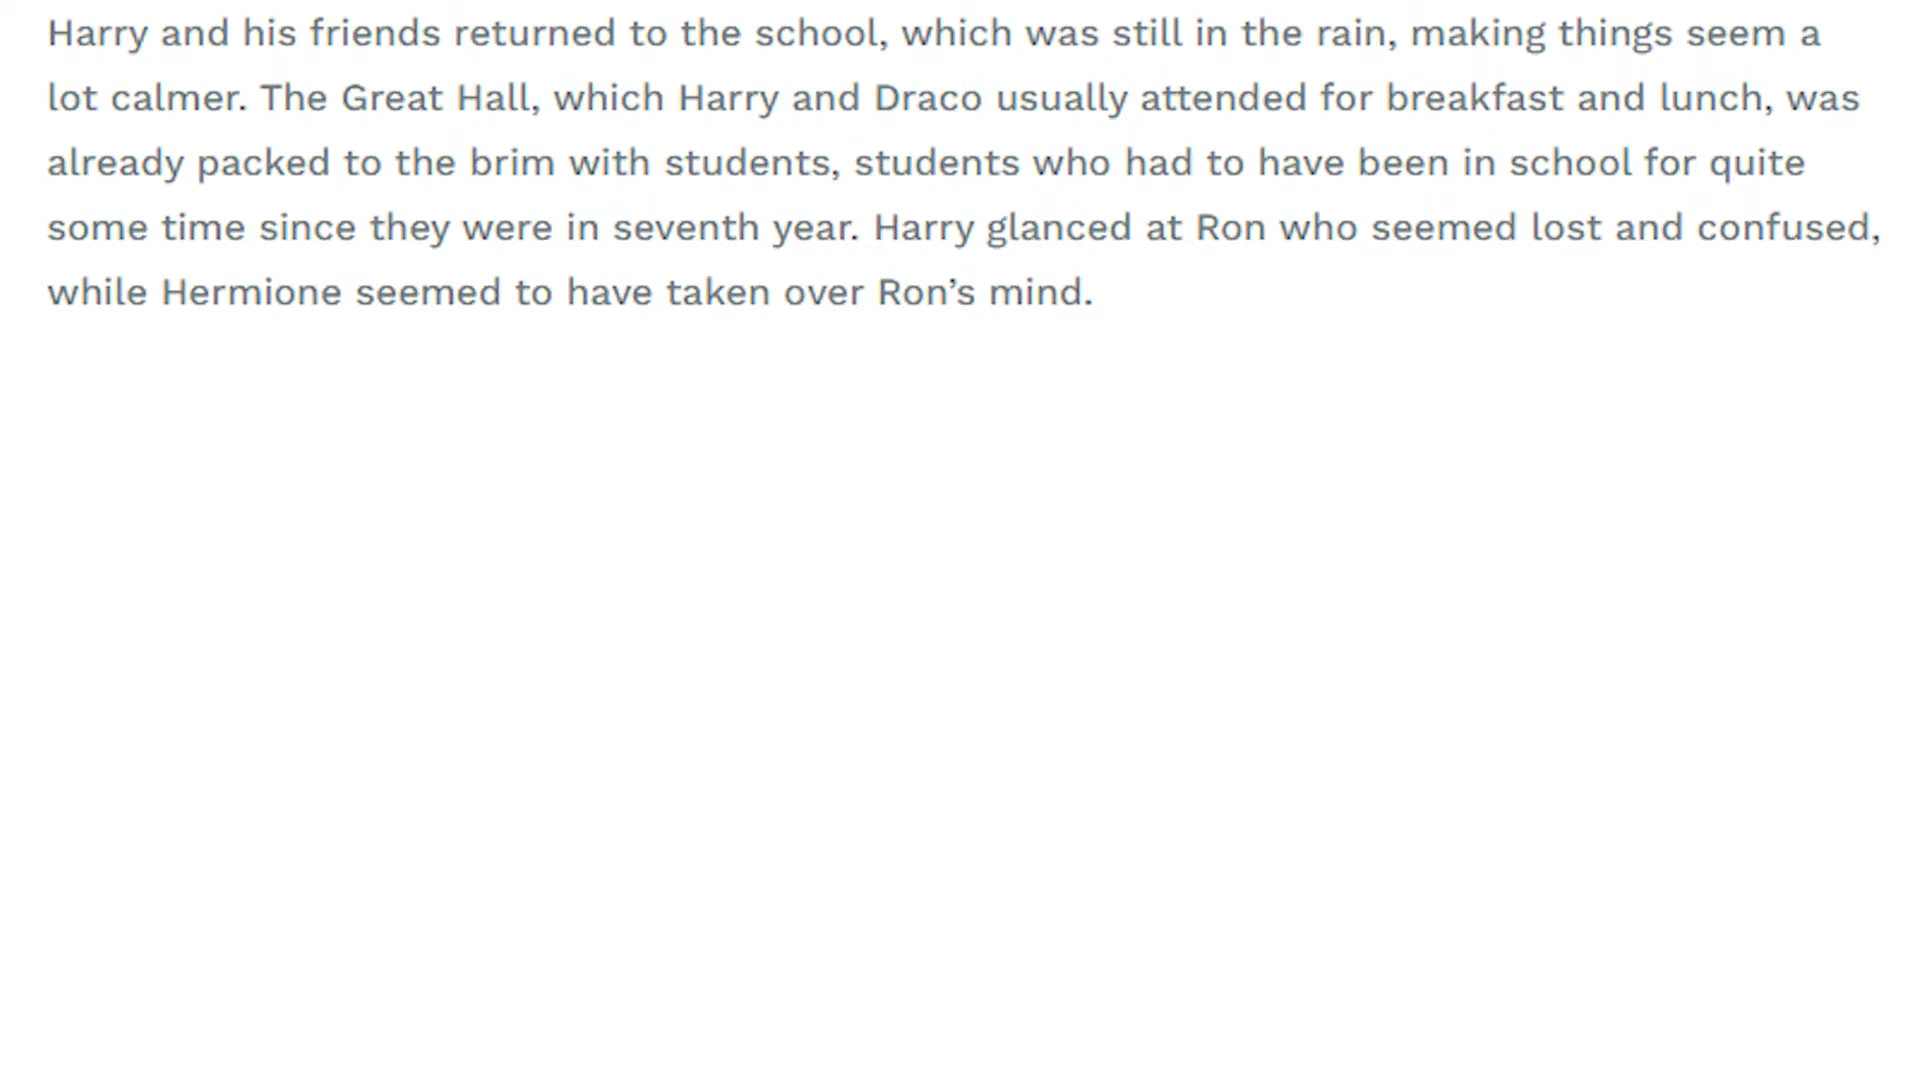 Harry and his friends returned to the school, which was still in the rain, making things seem a
lot calmer. The Great Hall, which Harry and Draco usually attended for breakfast and lunch, was
already packed to the brim with students, students who had to have been in school for quite
some time since they were in seventh year. Harry glanced at Ron who seemed lost and confused,
while Hermione seemed to have taken over Ron’s mind.